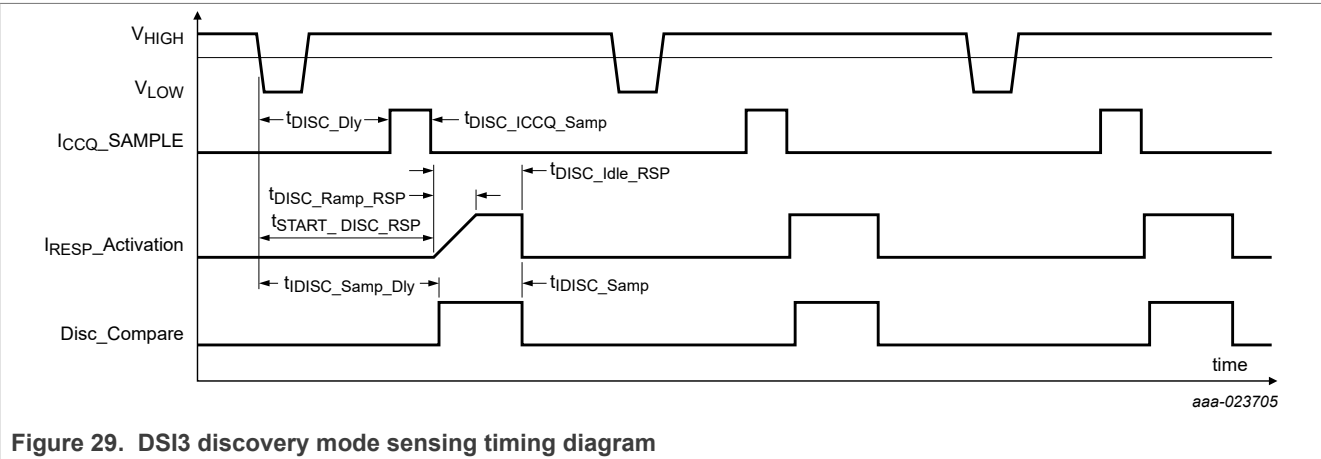 VHIGH
VLOW
tDISC_Dly
tDISC_ICCQ_Samp
ICCQ_SAMPLE
tDISC_Idle_RSP
tDISC_Ramp_RSP
tSTART_ DISC_RSP
IRESP_Activation
tIDISC_Samp_Dly
tIDISC_Samp
Disc_Compare
time
aaa-023705
Figure 29. DSI3 discovery mode sensing timing diagram